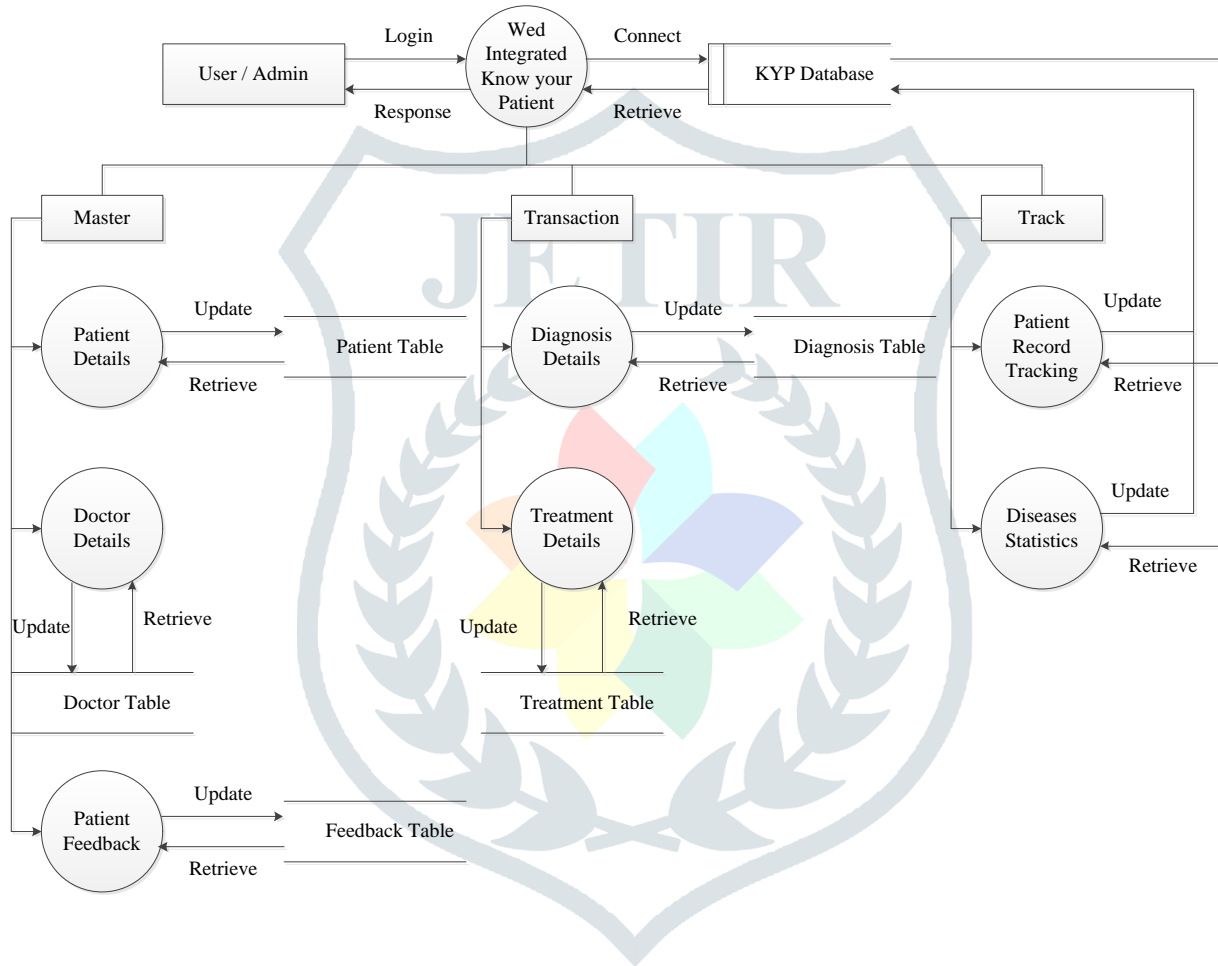 Login
Wed
Integrated
Know your
Patient
Connect
User / Admin
KYP Database
Response
Retrieve
Master
Transaction
Track
JETIR
Patient
Details
Update
Retrieve
Patient Table
Diagnosis
Details
Update
Retrieve
Diagnosis Table
Patient
Record
Tracking
Update
Retrieve
Doctor
Details
Update
Retrieve
Doctor Table
Treatment
Details
Update
Retrieve
Treatment Table
Diseases
Statistics
Update
Retrieve
Patient
Feedback
Update
Retrieve
Feedback Table